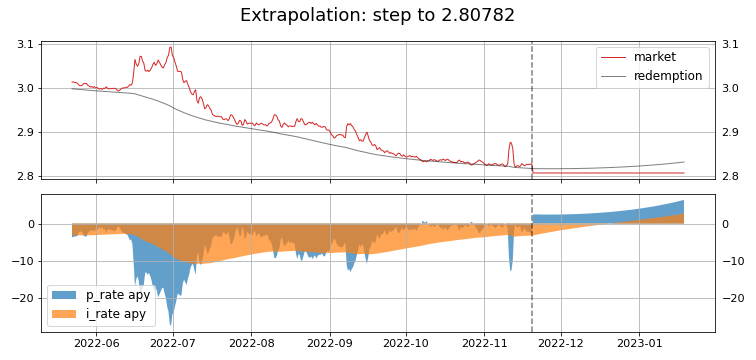 Extrapolation: step to 2.80782
3.1
3.0
2.9
2.8
3.1
3.0
2.9
2.8
market
redemption
0
−10
−20
0
−10
−20
p_rate apy
i_rate apy
2022-06 2022-07 2022-08 2022-09 2022-10 2022-11 2022-12 2023-01